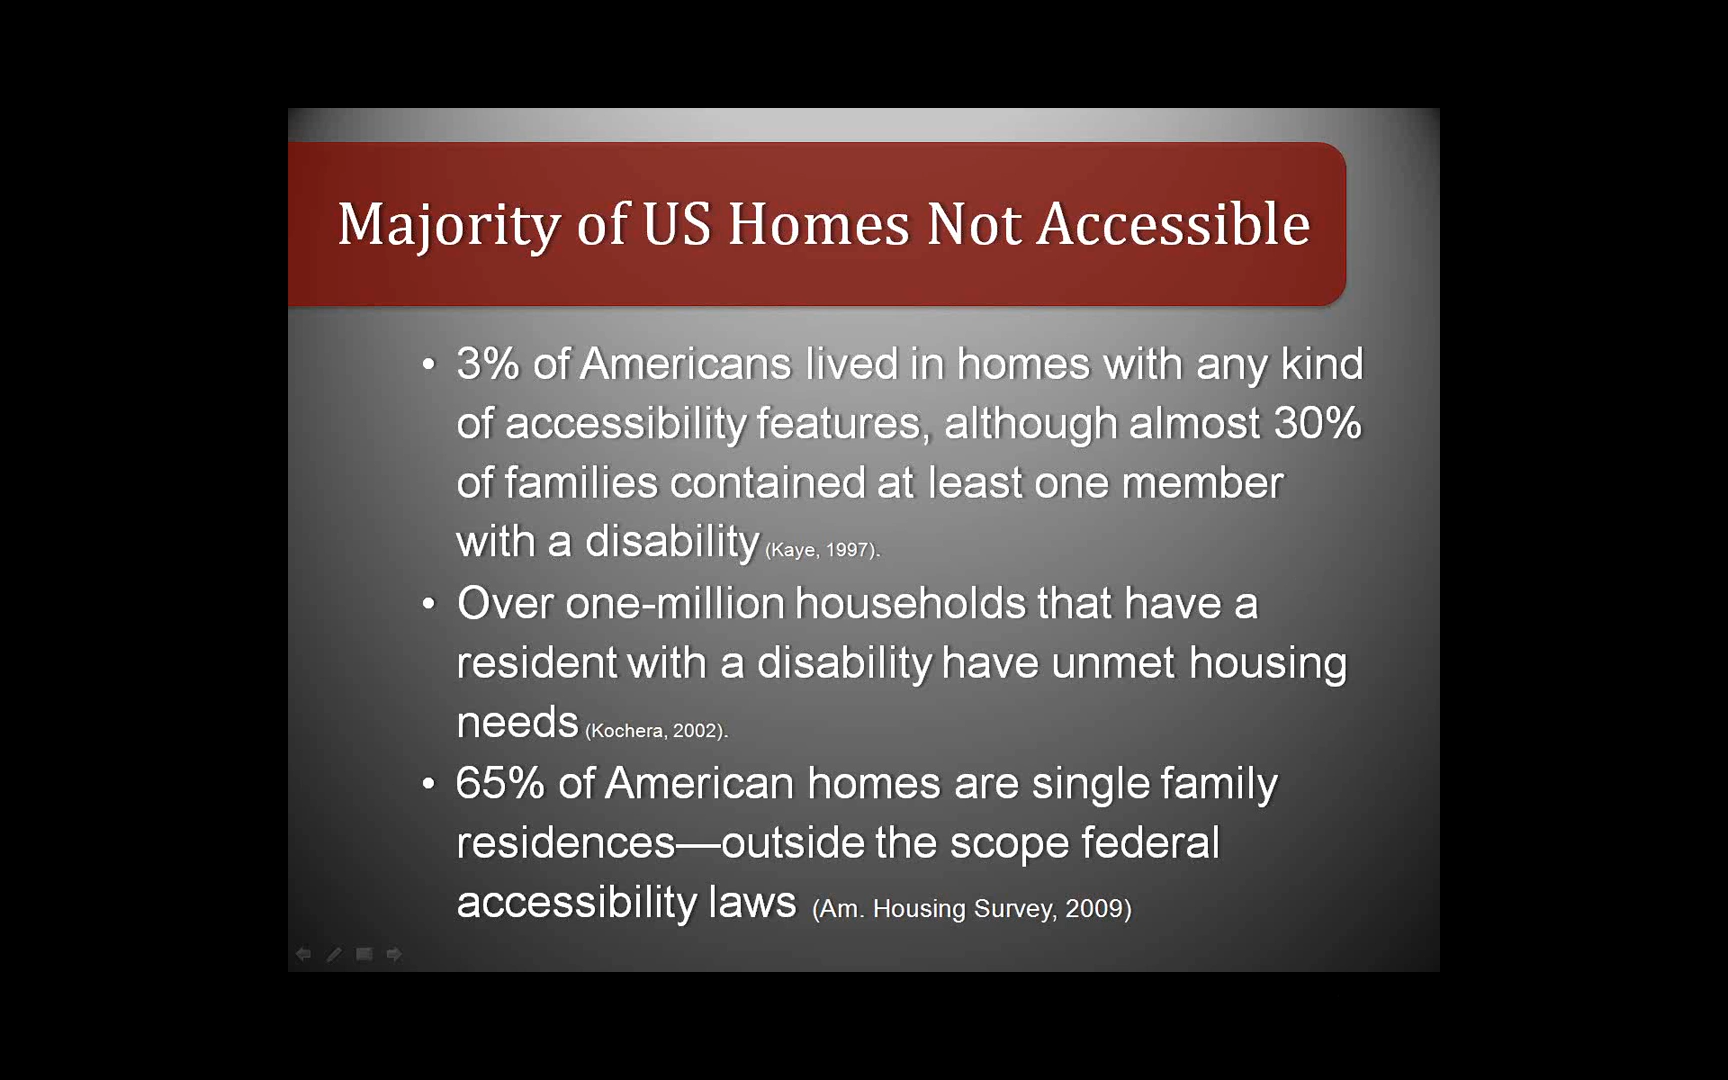 Majority of US Homes Not Accessible
• 3% of Americans lived in homes with any kind
of accessibility features, although almost 30%
of families contained at least one member
with a disability (Kaye, 1997).
• Over one-million households that have a
resident with a disability have unmet housing
needs (Kochera, 2002).
• 65% of American homes are single family
residences—outside the scope federal
accessibility laws (Am. Housing Survey, 2009)